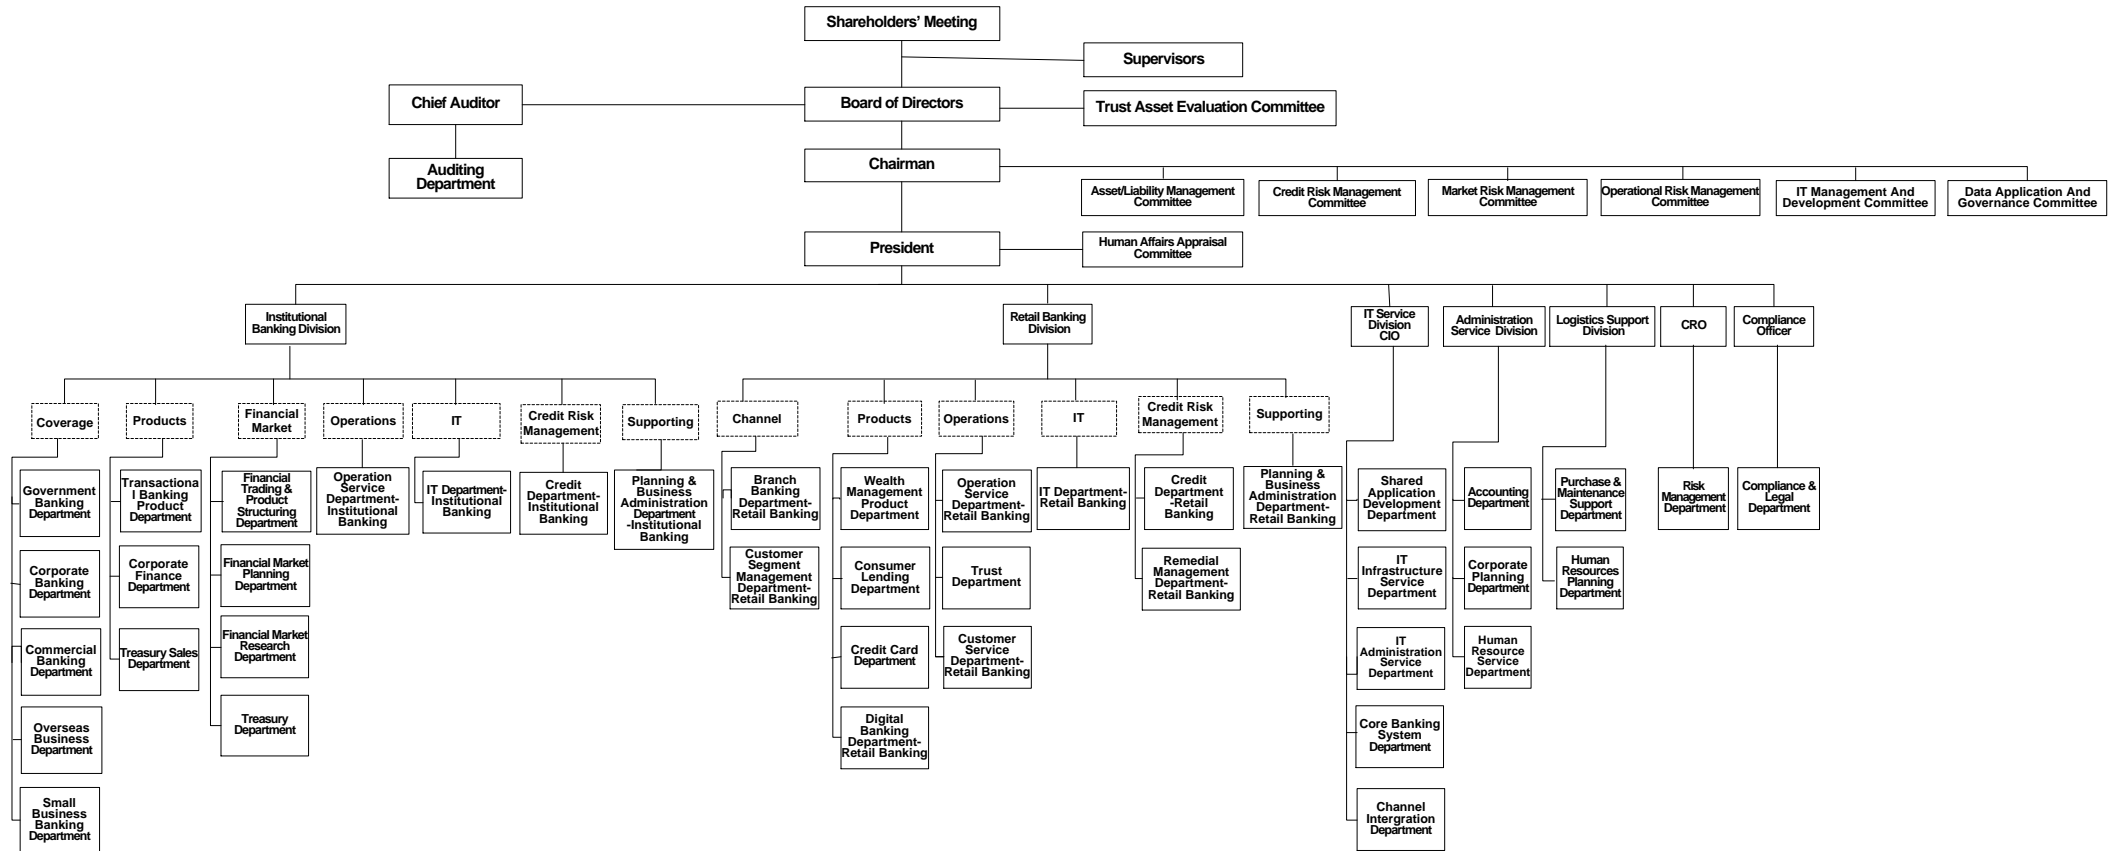 Shareholders' Meeting
Supervisors
Chief Auditor
Board of Directors
Trust Asset Evaluation Committee
Auditing
Department
Chairman
Asset/Liability Management
Committee
Credit Risk Management
Committee
Market Risk Management
Committee
Operational Risk Management
Committee
IT Management And
Development Committee
Data Application And
Governance Committee
President
Human Affairs Appraisal
Committee
Institutional
Banking Division
Retail Banking
Division
IT Service
Division
CIO
Administration
Service Division
Logistics Support
Division
CRO
Compliance
Officer
Coverage
Products
Financial
Market
Operations
IT
Credit Risk
Management
Supporting
Channel
Products
Operations
IT
Credit Risk
Management
Supporting
Government
Banking
Department
Transactiona
l Banking
Product
Department
Financial
Trading &
Product
Structuring
Department
Operation
Service
Department-
Institutional
Banking
IT Department-
Institutional
Banking
Credit
Department-
Institutional
Banking
Planning &
Business
Administration
Department
-Institutional
Banking
Branch
Banking
Department-
Retail Banking
Wealth
Management
Product
Department
Operation
Service
Department-
Retail Banking
IT Department-
Retail Banking
Credit
Department
-Retail
Banking
Planning &
Business
Administration
Department-
Retail Banking
Shared
Application
Development
Department
Accounting
Department
Purchase &
Maintenance
Support
Department
Risk
Management
Department
Compliance &
Legal
Department
Corporate
Banking
Department
Corporate
Finance
Department
Financial Market
Planning
Department
Customer
Segment
Management
Department-
Retail Banking
Consumer
Lending
Department
Trust
Department
Remedial
Management
Department-
Retail Banking
IT
Infrastructure
Service
Department
Corporate
Planning
Department
Human
Resources
Planning
Department
Commercial
Banking
Department
Treasury Sales
Department
Financial Market
Research
Department
Credit Card
Department
Customer
Service
Department-
Retail Banking
IT
Administration
Service
Department
Human
Resource
Service
Department
Overseas
Business
Department
Treasury
Department
Digital
Banking
Department-
Retail Banking
Core Banking
System
Department
Small
Business
Banking
Department
Channel
Intergration
Department